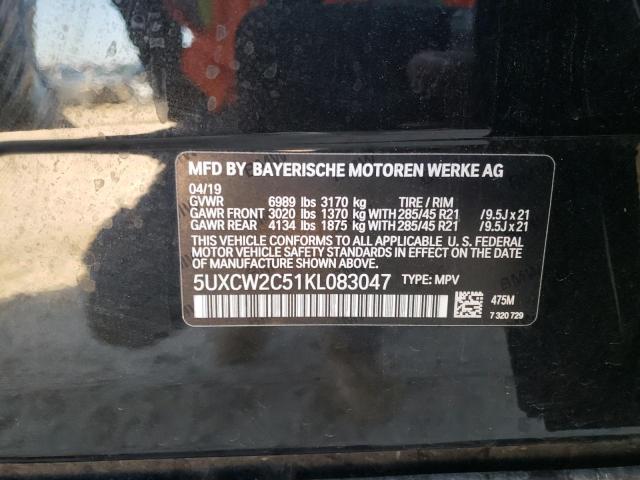 MFD BY BAYERISCHE MOTOREN WERKE AG
04/19
GVWR 6989 lbs 3170 kg TIRE / RIM
GAWR FRONT 3020 lbs 1370 kg WITH 285/45 R21 /9.5J x 21
GAWR REAR 4134 lbs 1875 kg WITH 285/45 R21 /9.5J x 21
THIS VEHICLE CONFORMS TO ALL APPLICABLE U. S. FEDERAL
MOTOR VEHICLE SAFETY STANDARDS IN EFFECT ON THE DATE
OF MANUFACTURE SHOWN ABOVE.
5UXCW2C51KL083047 TYPE: MPV
475M
7 320 729